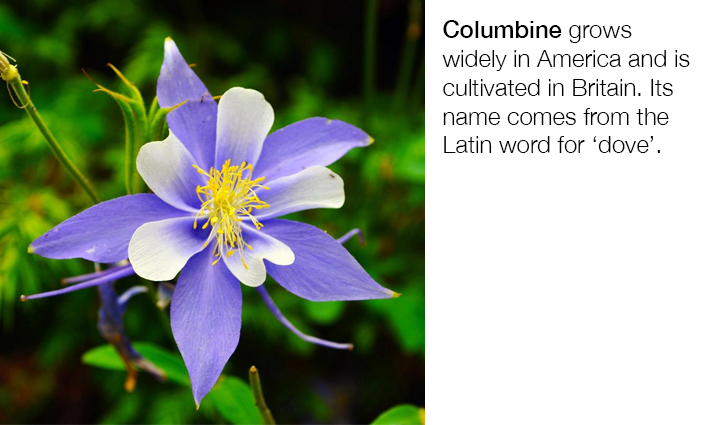 Columbine grows
widely in America and is
cultivated in Britain. Its
name comes from the
Latin word for ‘dove’.